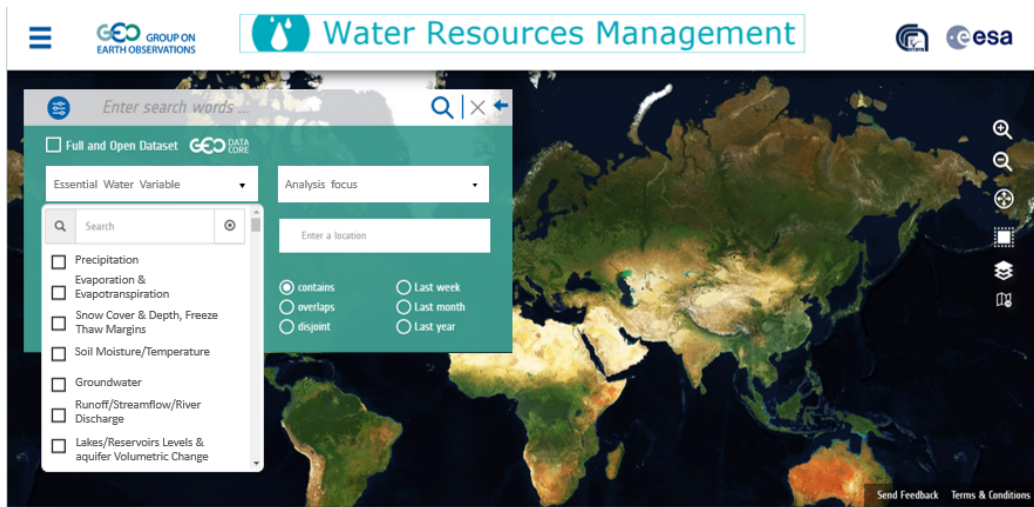 GEO GROUP ON
EARTH OBSERVATIONS
Water Resources Management
esa
Enter search words ...
Full and Open Dataset GEO DATA
CORE
Essential Water Variable
Analysis focus
Search
Enter a location
Precipitation
Evaporation &
Evapotranspiration
Snow Cover & Depth, Freeze
Thaw Margins
Soil Moisture/Temperature
Groundwater
Runoff/Streamflow/River
Discharge
Lakes/Reservoirs Levels &
aquifer Volumetric Change
contains
overlaps
disjoint
Last week
Last month
Last year
Send Feedback Terms & Conditions